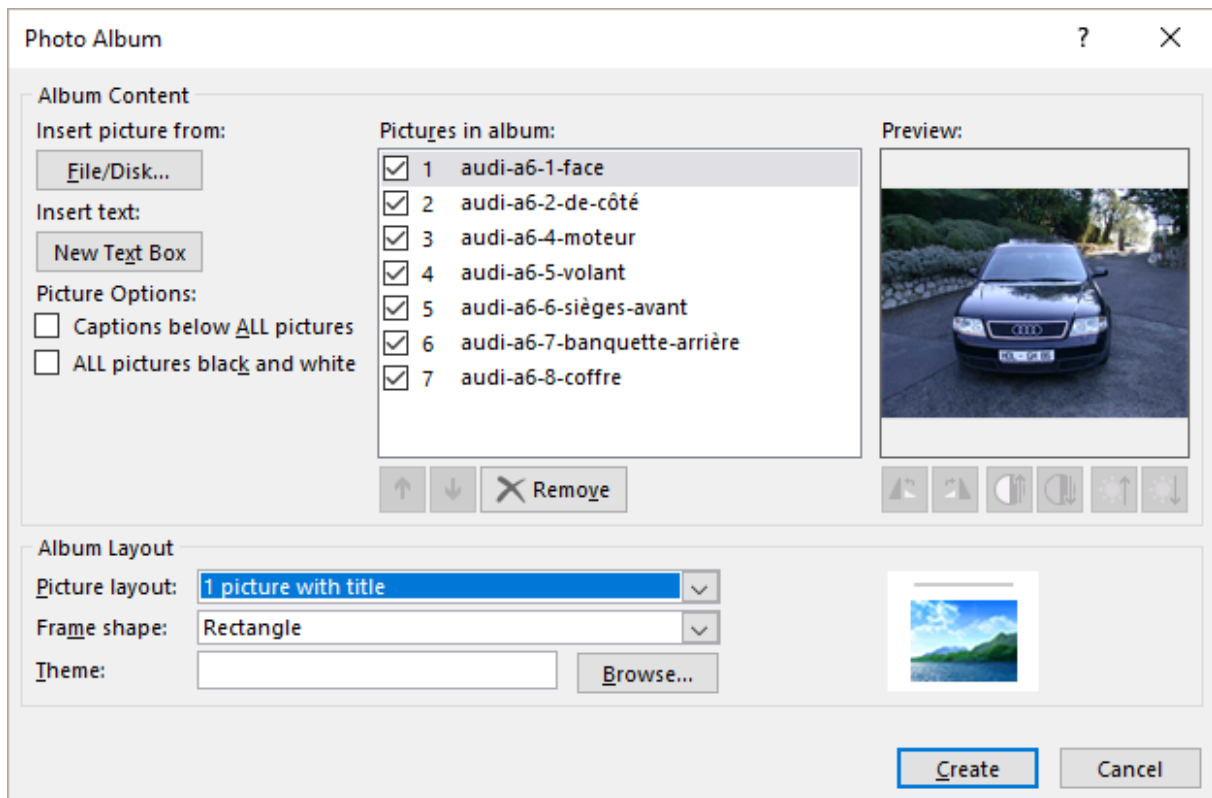 Photo Album
?
Album Content
Insert picture from:
File/Disk...
Insert text:
New Text Box
Picture Options:
Captions below ALL pictures
ALL pictures black and white
Pictures in album:
1 audi-a6-1-face
2 audi-a6-2-de-côté
3 audi-a6-4-moteur
4 audi-a6-5-volant
5 audi-a6-6-sièges-avant
6 audi-a6-7-banquette-arrière
7 audi-a6-8-coffre
Remove
Preview:
Album Layout
Picture layout: 1 picture with title
Frame shape: Rectangle
Theme:
Browse...
Create
Cancel